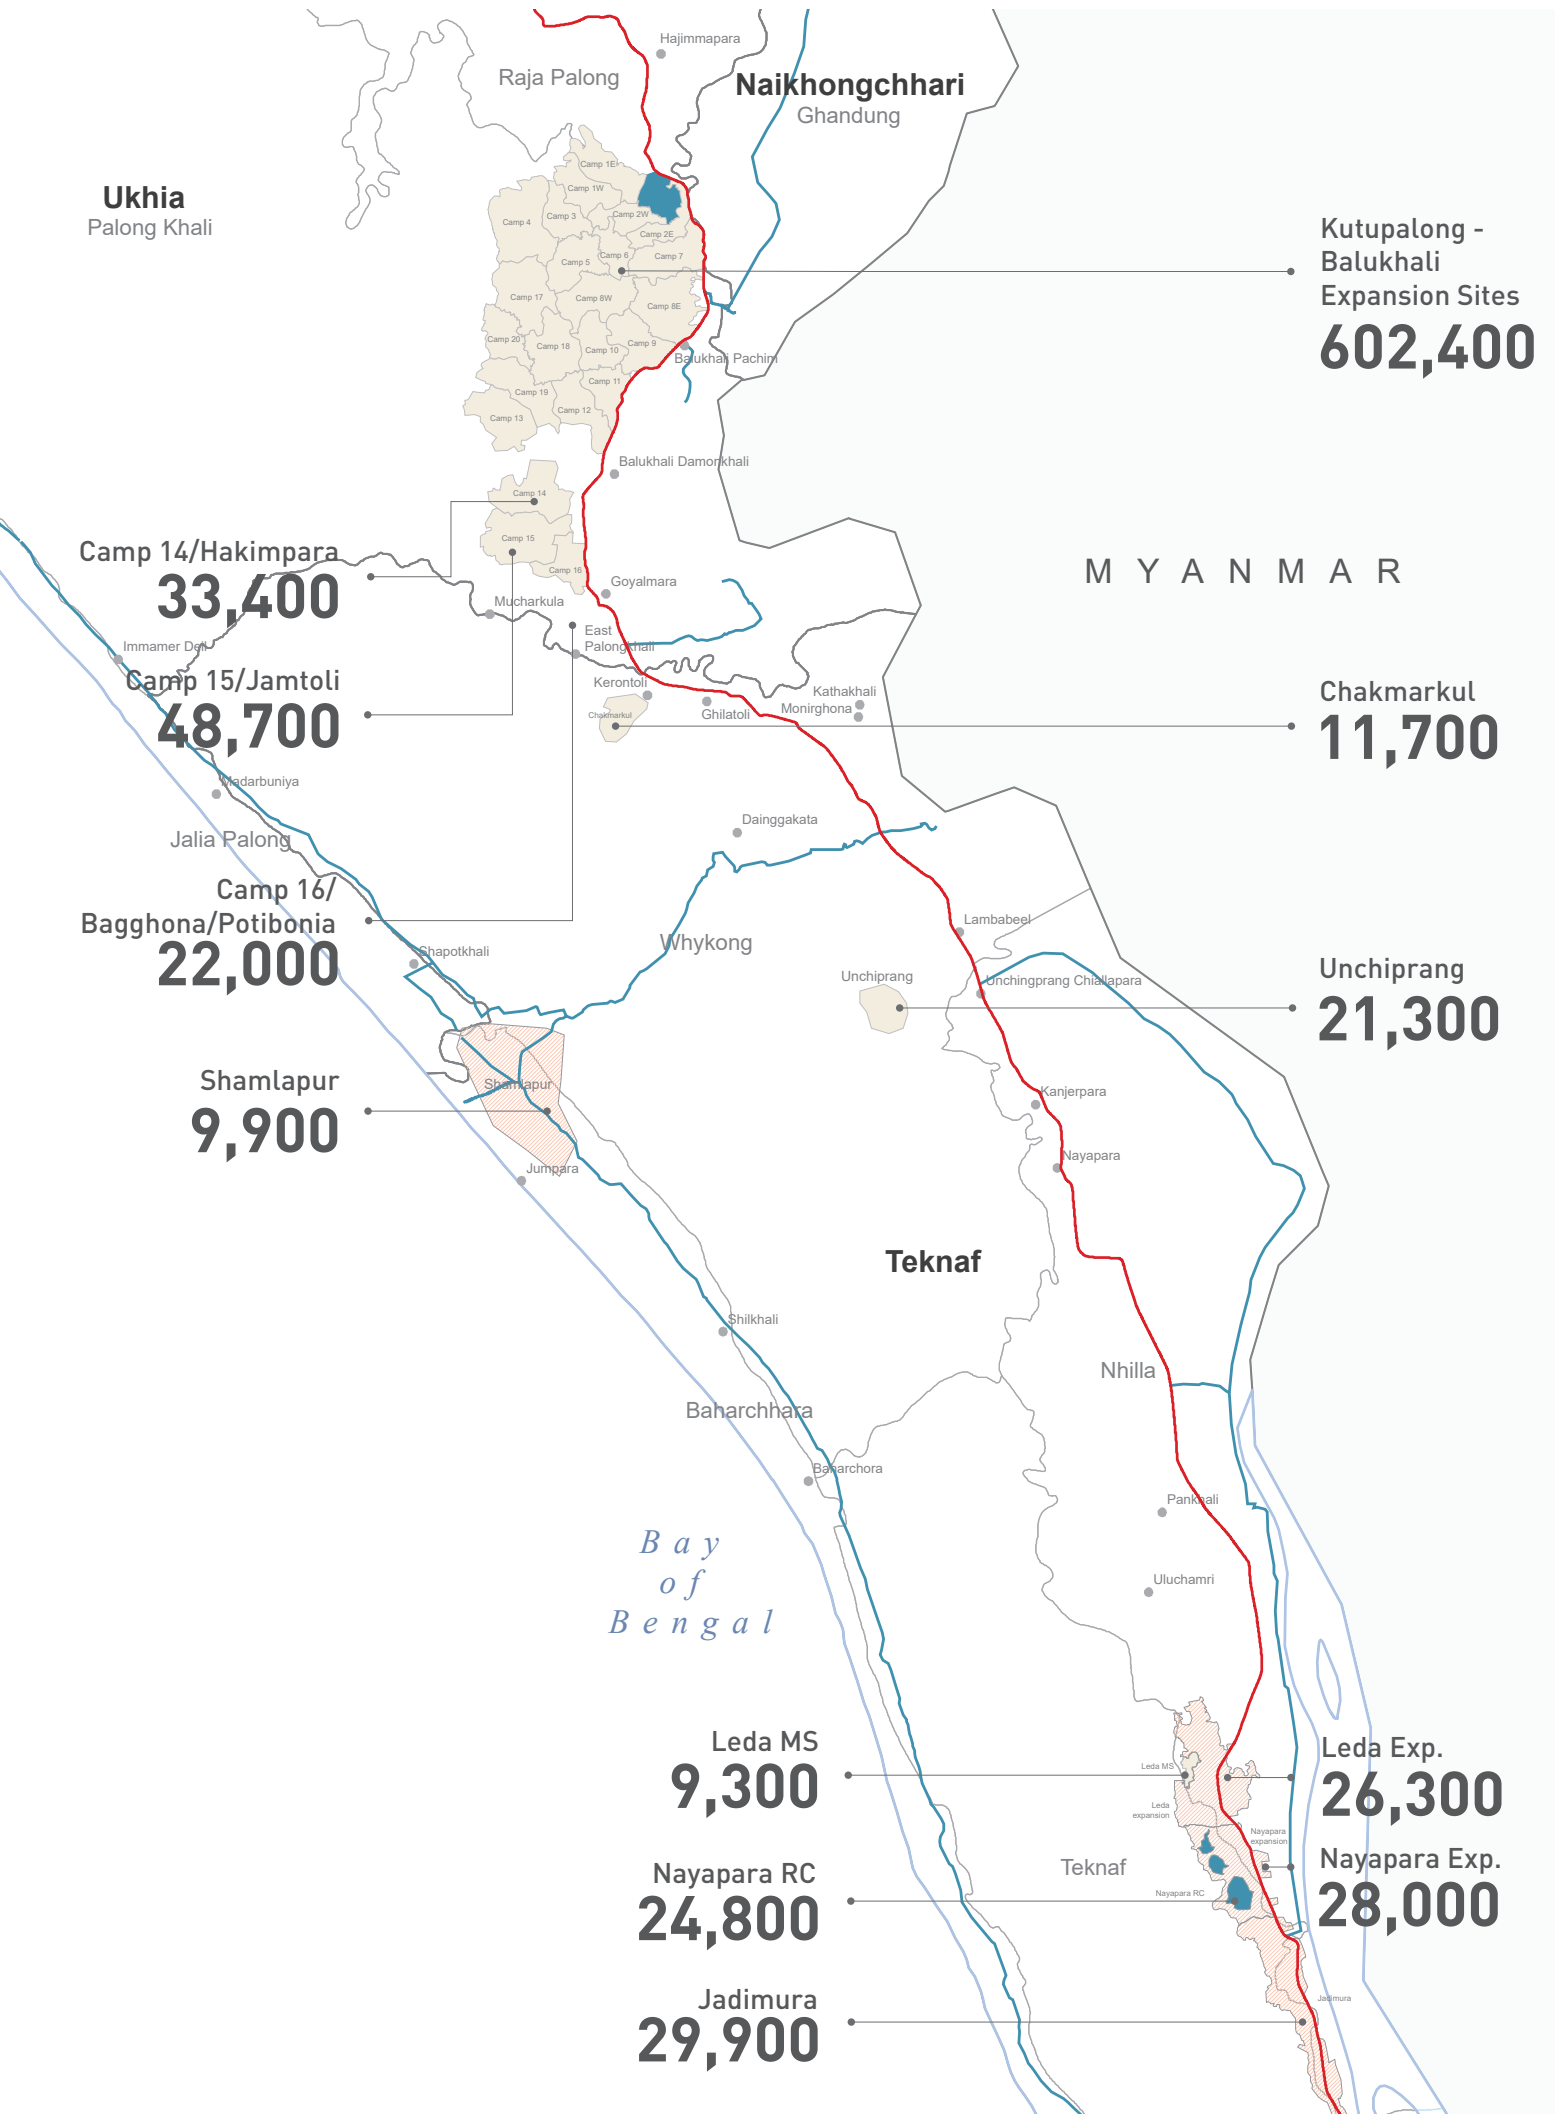 Hajimmapara
Raja Palong
Naikhongchhari
Ghandung
Ukhia
Palong Khali
Camp 1E
Camp 1W
Camp 4
Camp 3
Camp 2W
Camp 2E
Camp 5
Camp 6
Camp 7
Camp 17
Camp 8W
Camp 8E
Camp 20
Camp 18
Camp 10
Camp 9
Camp 11
Camp 19
Camp 13
Camp 12
Balukhali Pachim
Kutupalong -
Balukhali
Expansion Sites
602,400
Balukhali Damonkhali
Camp 14
Camp 15
Camp 16
Camp 14/Hakimpara
33,400
MYANMAR
Goyalmara
Mucharkula
East
Palongkhali
Immamer Dell
Camp 15/Jamtoli
48,700
Kerontoli
Chakmarkul
Ghilatoli
Kathakhali
Monirghona
Chakmarkul
11,700
Madarbuniya
Jalia Palong
Dainggakata
Camp 16/
Bagghona/Potibonia
22,000
Shapotkhali
Whykong
Lambabeel
Unchiprang
Unchingprang Chiallapara
Unchiprang
21,300
Shamlapur
9,900
Shamlapur
Jumpara
Kanjerpara
Nayapara
Teknaf
Shilkhali
Nhilla
Baharchhara
Baharchora
Pankhali
Bay
of
Bengal
Uluchamri
Leda MS
9,300
Leda MS
Leda
expansion
Leda Exp.
26,300
Nayapara
expansion
Nayapara Exp.
28,000
Teknaf
Nayapara RC
24,800
Nayapara RC
Jadimura
29,900
Jadimura